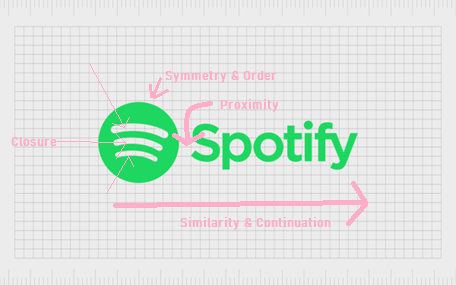 Symmetry & Order
Proximity
Closure
Spotify
Similarity & Continuation